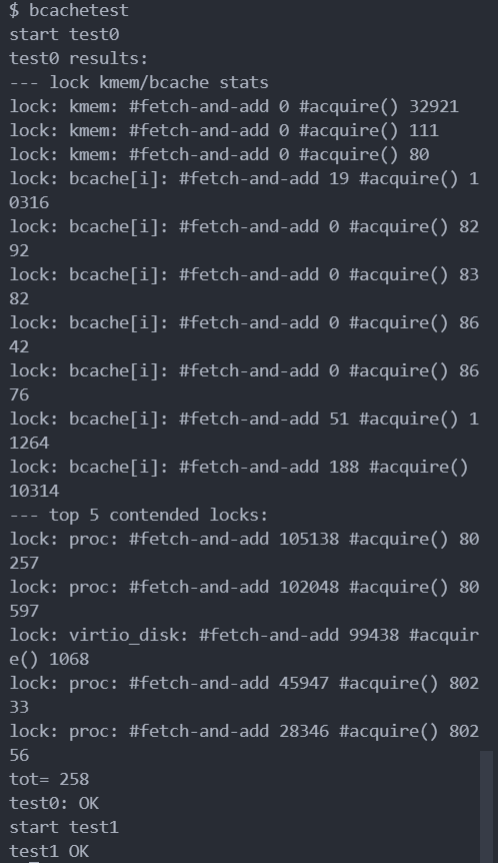 $ bcachetest
start test0
test0 results:
--- lock kmem/bcache stats
lock: kmem: #fetch-and-add 0 #acquire() 32921
lock: kmem: #fetch-and-add 0 #acquire() 111
lock: kmem: #fetch-and-add 0 #acquire() 80
lock: bcache[i]: #fetch-and-add 19 #acquire() 1
0316
lock: bcache[i]: #fetch-and-add 0 #acquire() 82
92
lock: bcache[i]: #fetch-and-add 0 #acquire() 83
82
lock: bcache[i]: #fetch-and-add 0 #acquire() 86
42
lock: bcache[i]: #fetch-and-add 0 #acquire() 86
76
lock: bcache[i]: #fetch-and-add 51 #acquire() 1
1264
lock: bcache[i]: #fetch-and-add 188 #acquire()
10314
--- top 5 contended locks:
lock: proc: #fetch-and-add 105138 #acquire() 80
257
lock: proc: #fetch-and-add 102048 #acquire() 80
597
lock: virtio_disk: #fetch-and-add 99438 #acquir
e() 1068
lock: proc: #fetch-and-add 45947 #acquire() 802
33
lock: proc: #fetch-and-add 28346 #acquire() 802
56
tot= 258
test0: OK
start test1
test1 OK